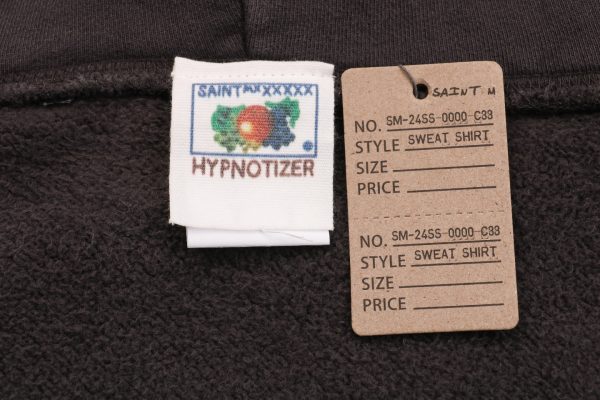 SAINT MXXXXXXX
HYPNOTIZER
SAINT M
NO. SM-24SS-0000-C33
STYLE SWEAT SHIRT
SIZE
PRICE
NO. SM-24SS-0000-C33
STYLE SWEAT SHIRT
SIZE
PRICE